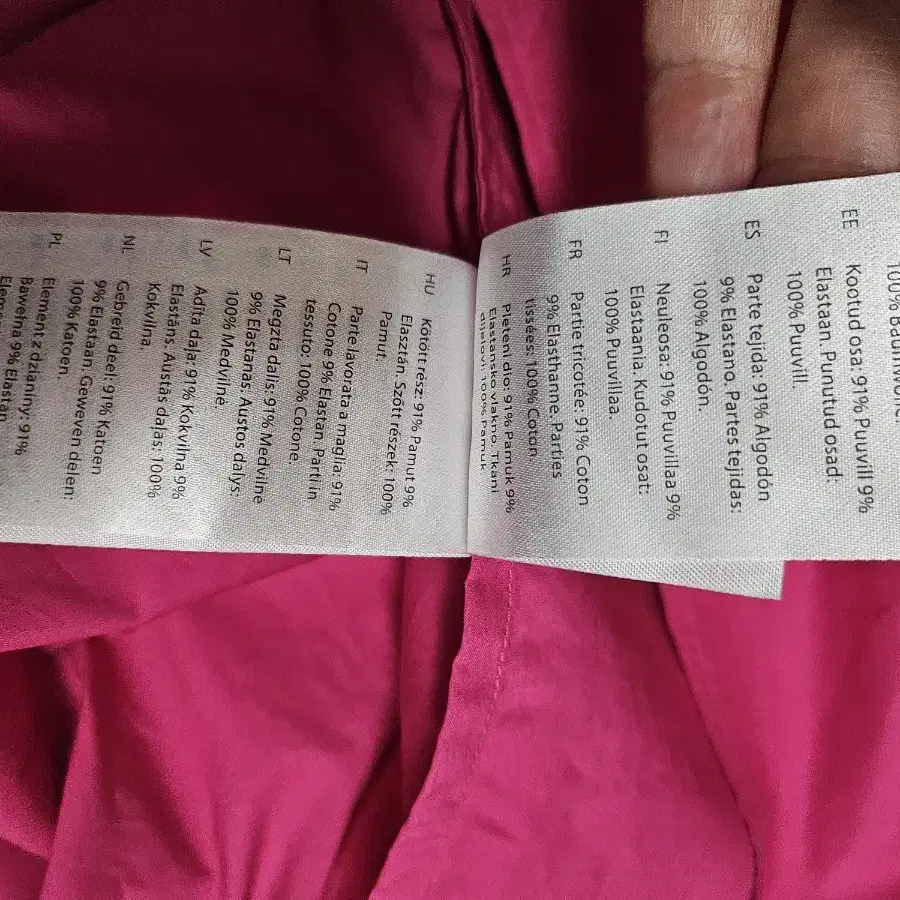 100% Baumwolle.
EE
Kootud osa: 91% Puuvill 9%
Elastaan. Punutud osad:
100% Puuvill.
ES
Parte tejida: 91% Algodón
9% Elastano. Partes tejidas:
100% Algodón.
FI
Neuleosa: 91% Puuvillaa 9%
Elastaania. Kudotut osat:
100% Puuvillaa.
FR
Partie tricotée: 91% Coton
9% Elasthanne. Parties
tissées: 100% Coton.
HR
Pleteni dio: 91% Pamuk 9%
Elastansko vlakno. Tkani
dijelovi: 100% Pamuk
HU
Kötött rész: 91% Pamut 9%
Elasztán. Szőtt részek: 100%
Pamut.
IT
Parte lavorata a maglia: 91%
Cotone 9% Elastan. Parti in
tessuto: 100% Cotone.
LT
Megzta dalis: 91% Medvilnė
9% Elastanas. Austos dalys:
100% Medvilnė.
LV
Adīta daļa: 91% Kokvilna 9%
Elastāns. Austās daļas: 100%
Kokvilna.
NL
Gebreid deel: 91% Katoen
9% Elastaan. Geweven delen:
100% Katoen.
PL
Element z dzianiny: 91%
Bawełna 9% Elastan.